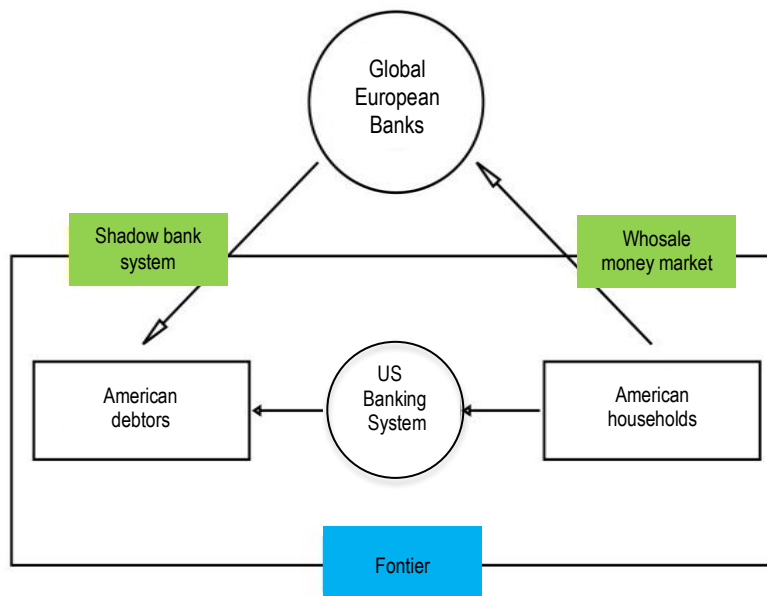 Global
European
Banks
Shadow bank
system
Whosale
money market
American
debtors
US
Banking
System
American
households
Fontier